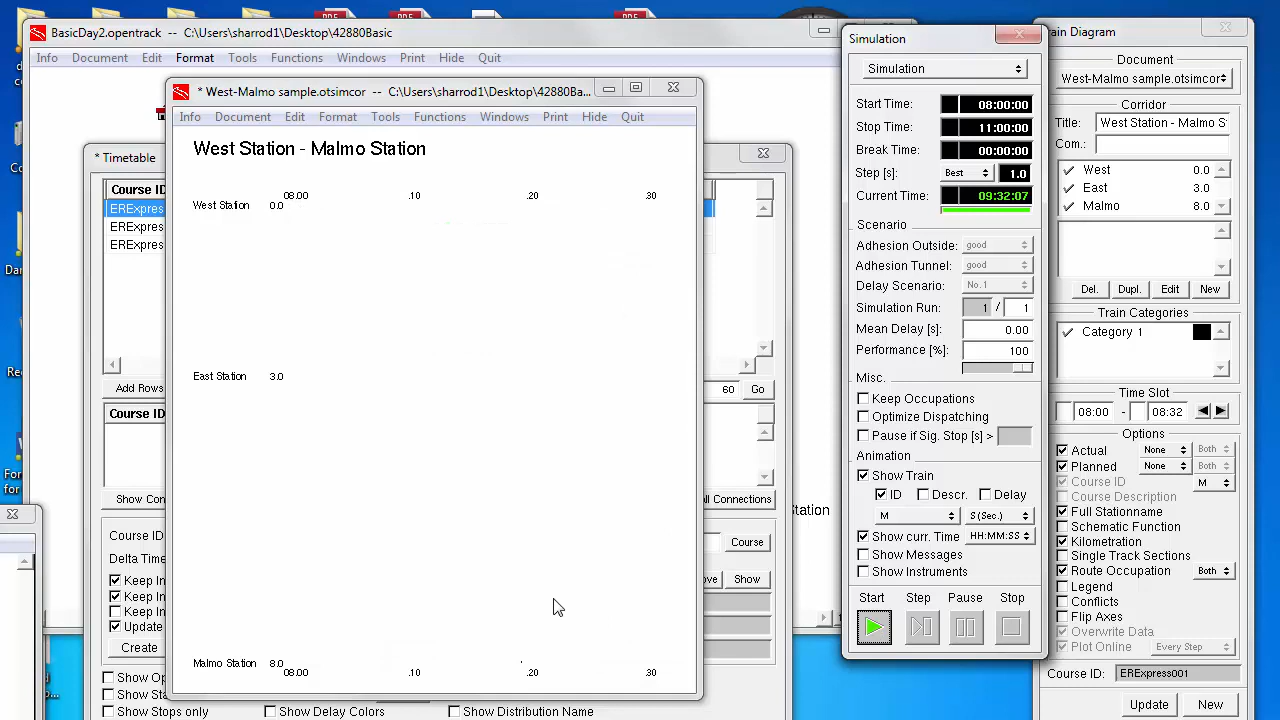 BasicDay2.opentrck -- C:\Users\sharrod1\Desktop\42880Basic
Info Document Edit Format Tools Functions Windows Print Hide Quit
* West-Malmo sample.otsimcor -- C:\Users\sharrod1\Desktop\42880Ba...
Info Document Edit Format Tools Functions Windows Print Hide Quit
West Station - Malmo Station
08:00 :10 :20 :30
West Station 0.0
East Station 3.0
Malmo Station 8.0
08:00 :10 :20 :30
* Timetable
Course ID
ERExpres
ERExpres
ERExpres
Add Rows
60 Go
Course ID
Show Con
ll Connections
Course ID
Course
Delta Time
Keep In
Keep In
Keep In
Update
ove Show
Create
Show Op
Show Sta
Show Stops only
Show Delay Colors
Show Distribution Name
Station
Simulation
Simulation
Start Time: 08:00:00
Stop Time: 11:00:00
Break Time: 00:00:00
Step [s]: Best 1.0
Current Time: 09:32:07
Scenario
Adhesion Outside: good
Adhesion Tunnel: good
Delay Scenario: No.1
Simulation Run: 1 / 1
Mean Delay [s]: 0.00
Performance [%]: 100
Misc.
Keep Occupations
Optimize Dispatching
Pause if Sig. Stop [s] >
Animation
Show Train
ID Descr. Delay
M S (Sec.)
Show curr. Time HH:MM:SS
Show Messages
Show Instruments
Start Step Pause Stop
rain Diagram
Document
West-Malmo sample.otsimcor
Corridor
Title: West Station - Malmo S
Com.:
West 0.0
East 3.0
Malmo 8.0
Del. Dupl. Edit New
Train Categories
Category 1
Time Slot
08:00 - 08:32
Options
Actual None Both
Planned None Both
Course ID M
Course Description
Full Stationname
Schematic Function
Kilometration
Single Track Sections
Route Occupation Both
Legend
Conflicts
Flip Axes
Overwrite Data
Plot Online Every Step
Course ID: ERExpress001
Update New